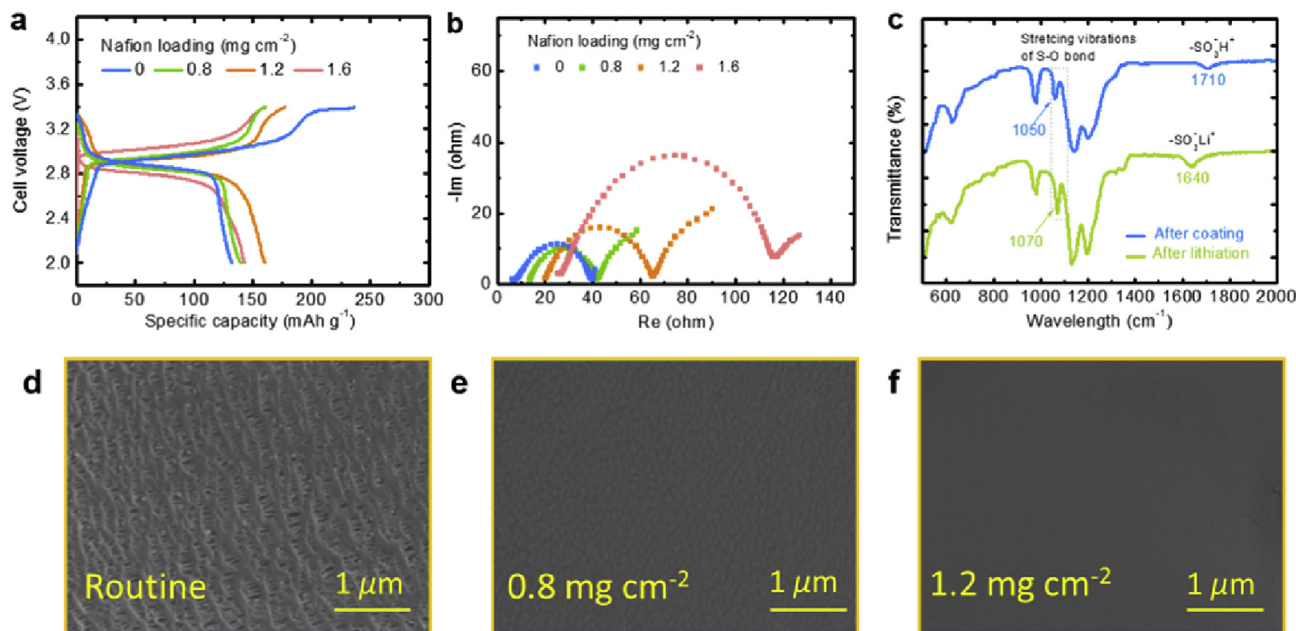 a
Nafion loading (mg cm-2)
0 0.8 1.2 1.6
4.0
3.6
3.2
2.8
2.4
2.0
Cell voltage (V)
0 50 100 150 200 250 300
Specific capacity (mAh g-1)
b
Nafion loading (mg cm-2)
0 0.8 1.2 1.6
60
40
20
0
-Im (ohm)
0 20 40 60 80 100 120 140
Re (ohm)
c
Stretcing vibrations
of S-O bond
-SO3-H+
1710
1050
-SO3-Li+
1640
1070
After coating
After lithiation
Transmittance (%)
600 800 1000 1200 1400 1600 1800 2000
Wavelength (cm-1)
d
Routine
1 μm
e
0.8 mg cm-2
1 μm
f
1.2 mg cm-2
1 μm